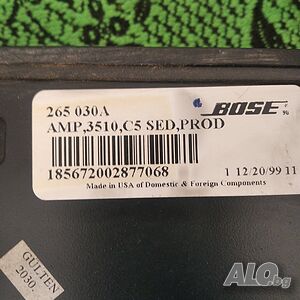 265 030A
BOSE
AMP,3510,C5 SED,PROD
185672002877068
1 12/20/99 11
Made in USA of Domestic & Foreign Components
GULTEN
2030.
ALO.bg